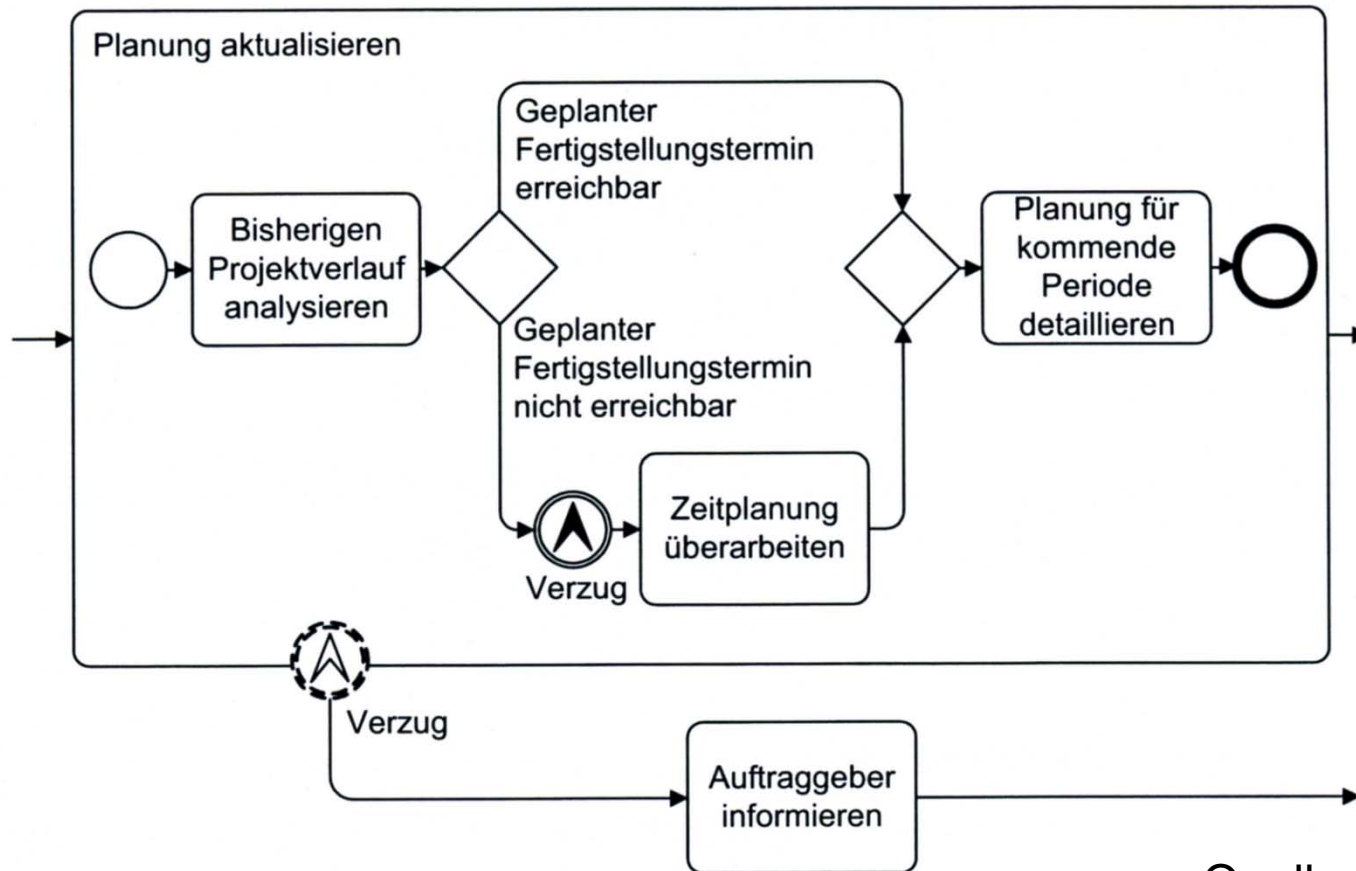 Planung aktualisieren
Geplanter
Fertigstellungstermin
erreichbar
Bisherigen
Projektverlauf
analysieren
Planung für
kommende
Periode
detaillieren
Geplanter
Fertigstellungstermin
nicht erreichbar
Zeitplanung
überarbeiten
Verzug
Verzug
Auftraggeber
informieren